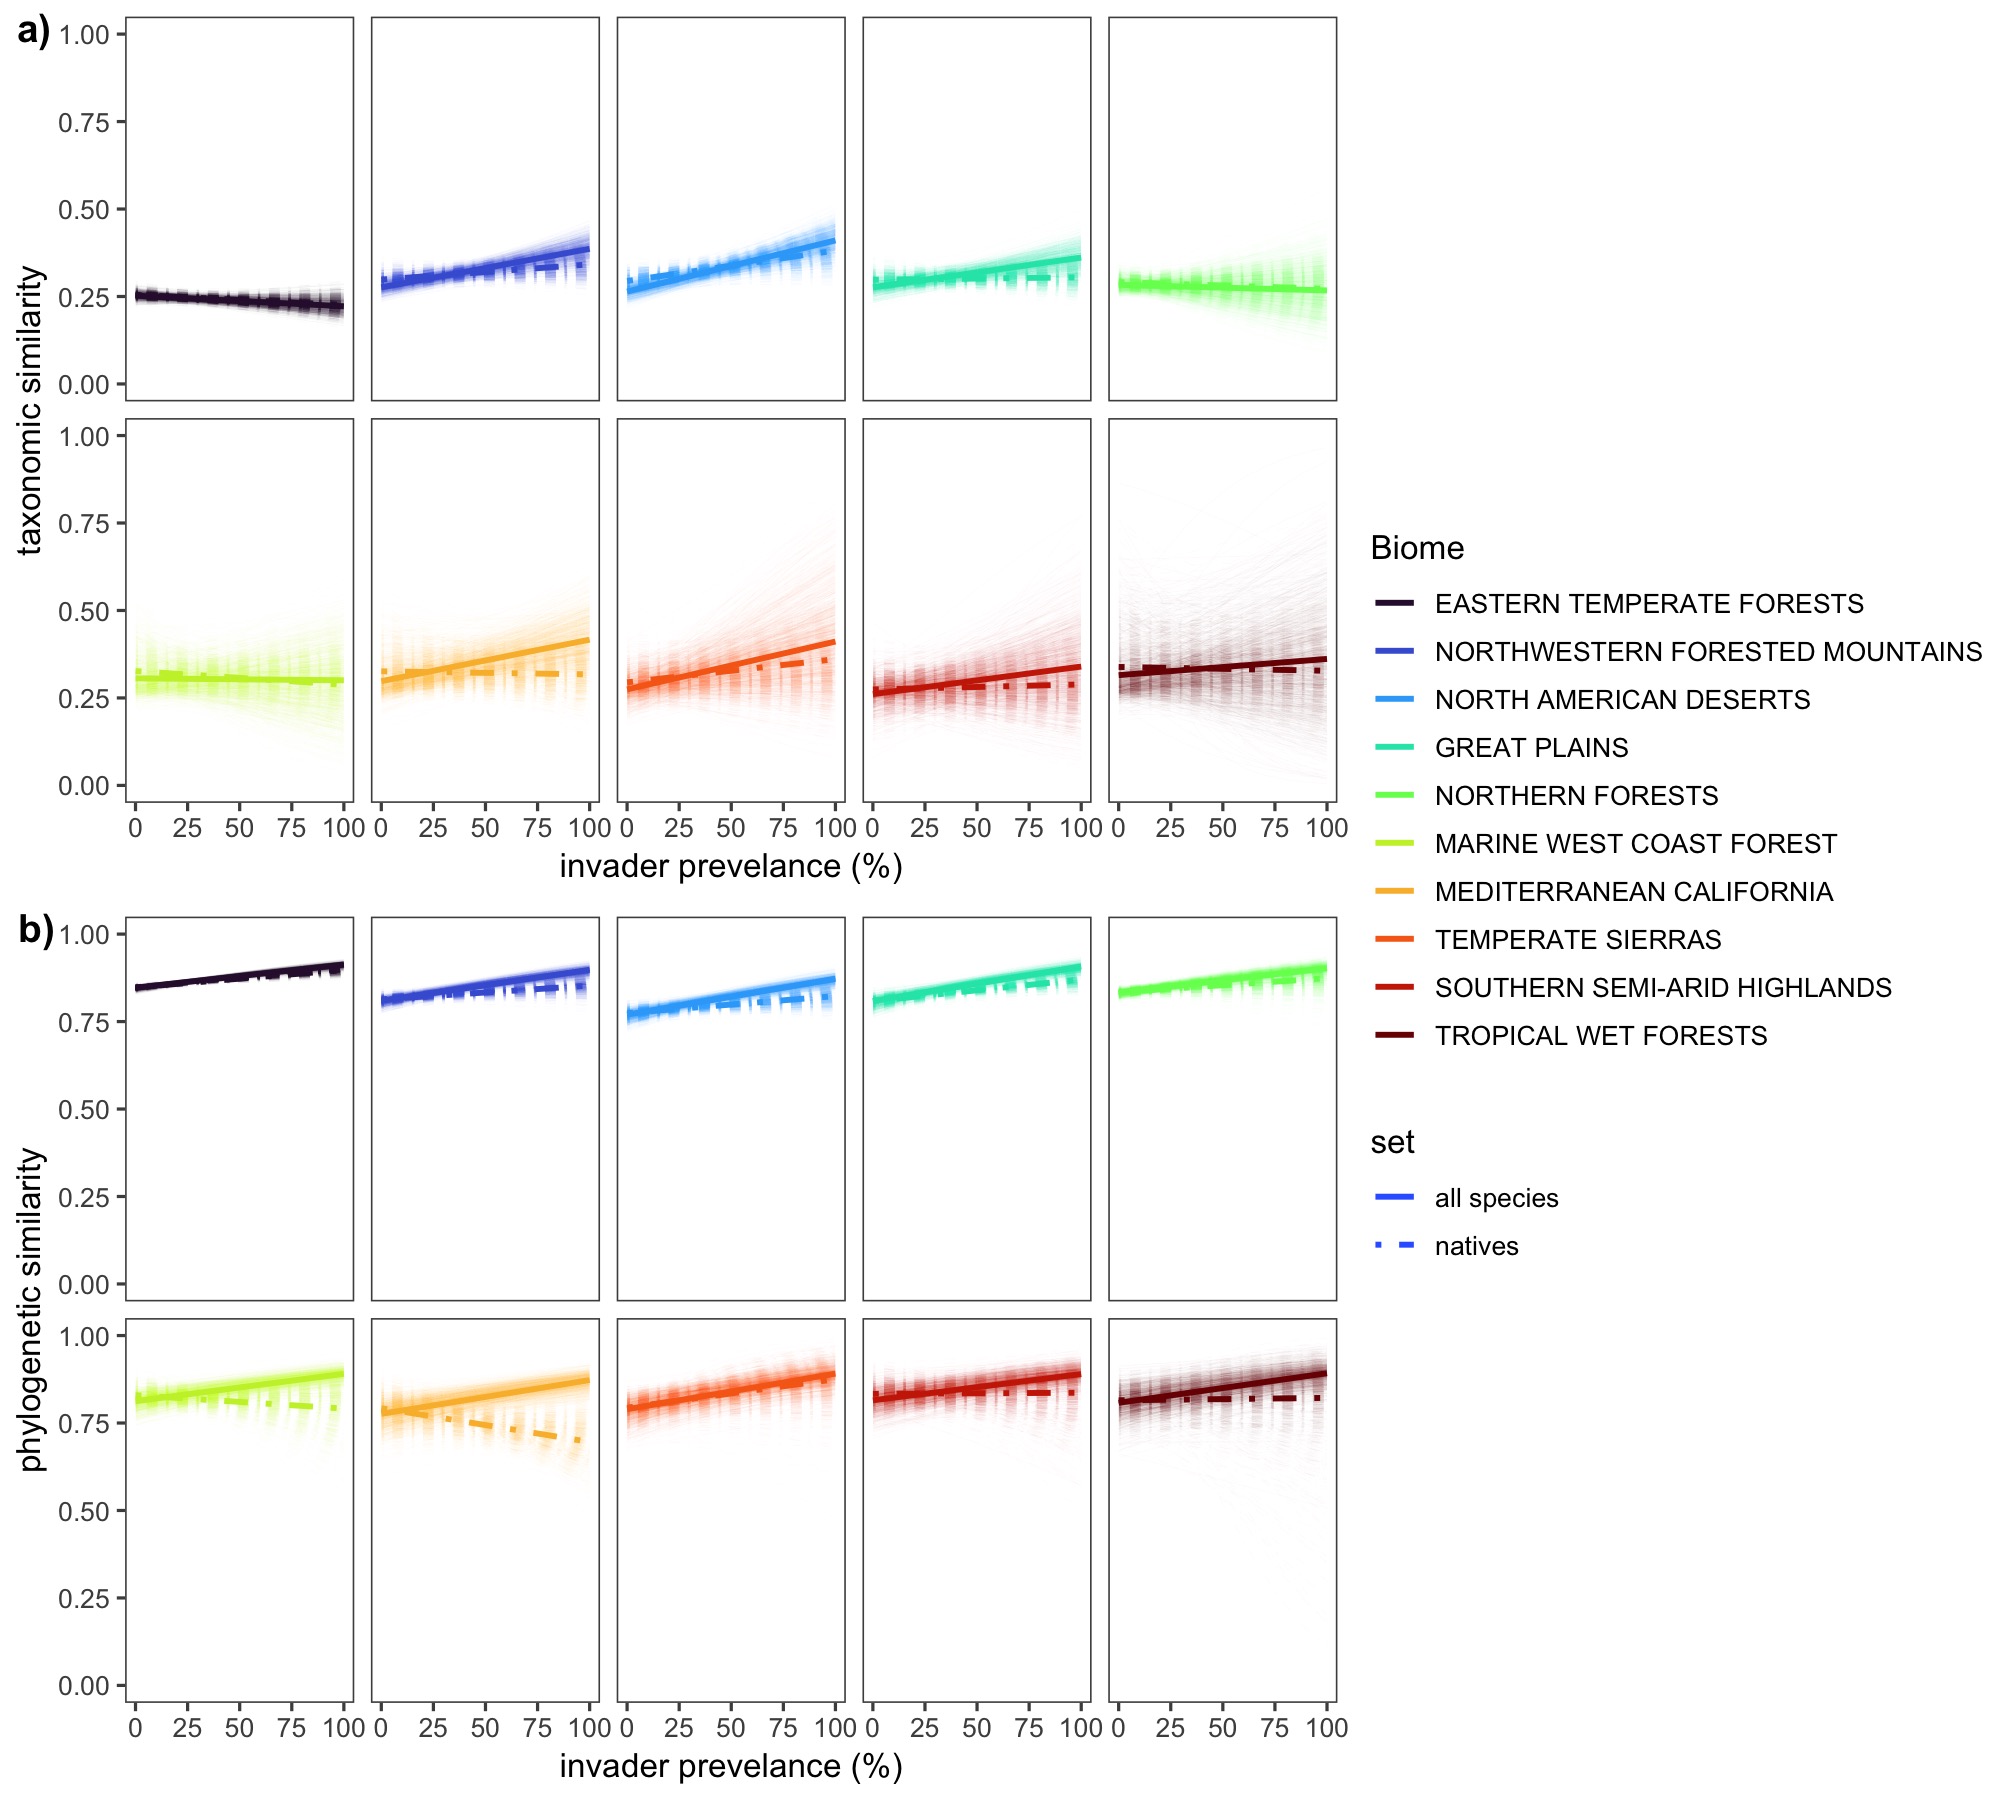 a)
1.00
0.75
0.50
0.25
0.00
1.00
0.75
0.50
0.25
0.00
taxonomic similarity
0 25 50 75 100 0 25 50 75 100 0 25 50 75 100 0 25 50 75 100 0 25 50 75 100
invader prevelance (%)
b)
1.00
0.75
0.50
0.25
0.00
1.00
0.75
0.50
0.25
0.00
phylogenetic similarity
0 25 50 75 100 0 25 50 75 100 0 25 50 75 100 0 25 50 75 100 0 25 50 75 100
invader prevelance (%)
Biome
EASTERN TEMPERATE FORESTS
NORTHWESTERN FORESTED MOUNTAINS
NORTH AMERICAN DESERTS
GREAT PLAINS
NORTHERN FORESTS
MARINE WEST COAST FOREST
MEDITERRANEAN CALIFORNIA
TEMPERATE SIERRAS
SOUTHERN SEMI-ARID HIGHLANDS
TROPICAL WET FORESTS
set
all species
natives